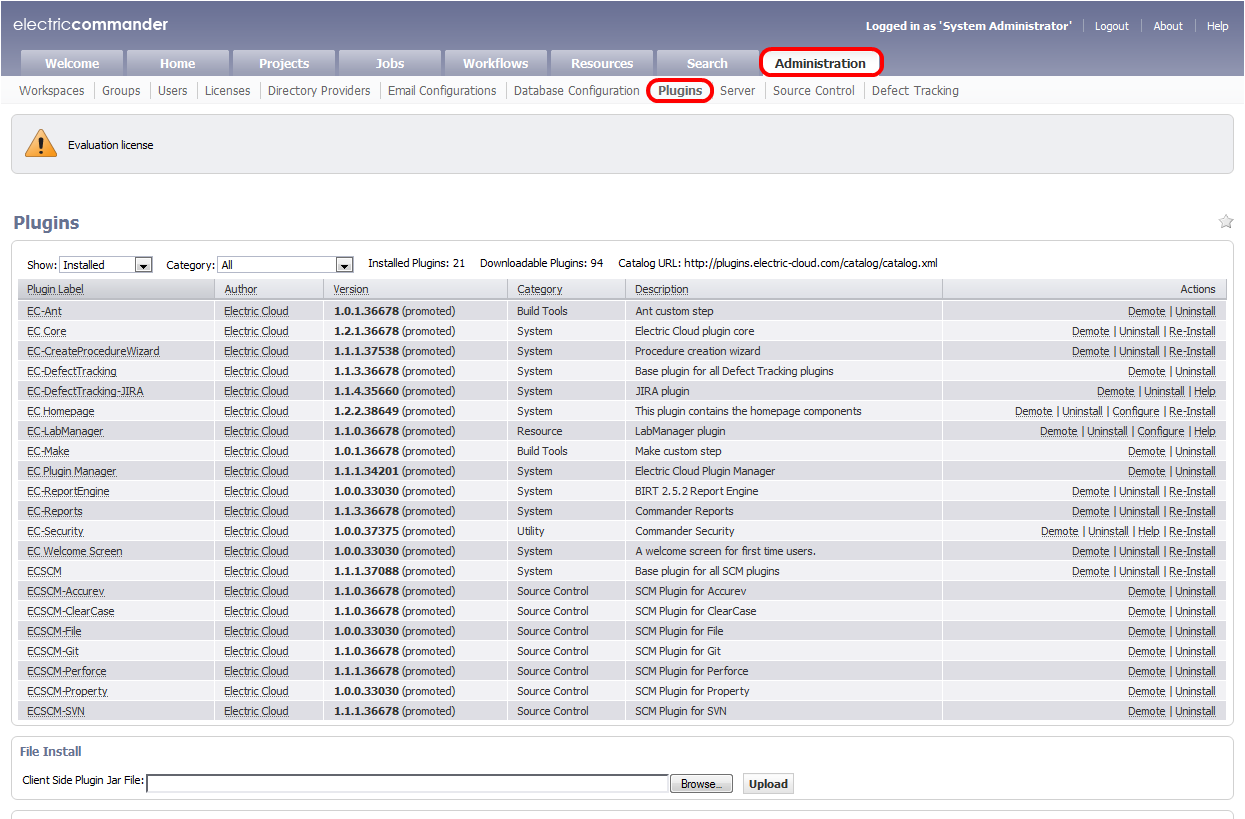 electriccommander
Logged in as 'System Administrator' Logout About Help
Welcome Home Projects Jobs Workflows Resources Search Administration
Workspaces Groups Users Licenses Directory Providers Email Configurations Database Configuration Plugins Server Source Control Defect Tracking
Evaluation license
Plugins
Show: Installed Category: All Installed Plugins: 21 Downloadable Plugins: 94 Catalog URL: http://plugins.electric-cloud.com/catalog/catalog.xml
Plugin Label Author Version Category Description Actions
EC-Ant Electric Cloud 1.0.1.36678 (promoted) Build Tools Ant custom step Demote | Uninstall
EC Core Electric Cloud 1.2.1.36678 (promoted) System Electric Cloud plugin core Demote | Uninstall | Re-Install
EC-CreateProcedureWizard Electric Cloud 1.1.1.37538 (promoted) System Procedure creation wizard Demote | Uninstall | Re-Install
EC-DefectTracking Electric Cloud 1.1.3.36678 (promoted) System Base plugin for all Defect Tracking plugins Demote | Uninstall
EC-DefectTracking-JIRA Electric Cloud 1.1.4.35660 (promoted) System JIRA plugin Demote | Uninstall | Help
EC Homepage Electric Cloud 1.2.2.38649 (promoted) System This plugin contains the homepage components Demote | Uninstall | Configure | Re-Install
EC-LabManager Electric Cloud 1.1.0.36678 (promoted) Resource LabManager plugin Demote | Uninstall | Configure | Help
EC-Make Electric Cloud 1.0.1.36678 (promoted) Build Tools Make custom step Demote | Uninstall
EC Plugin Manager Electric Cloud 1.1.1.34201 (promoted) System Electric Cloud Plugin Manager Demote | Uninstall
EC-ReportEngine Electric Cloud 1.0.0.33030 (promoted) System BIRT 2.5.2 Report Engine Demote | Uninstall | Re-Install
EC-Reports Electric Cloud 1.1.3.36678 (promoted) System Commander Reports Demote | Uninstall | Re-Install
EC-Security Electric Cloud 1.0.0.37375 (promoted) Utility Commander Security Demote | Uninstall | Help | Re-Install
EC Welcome Screen Electric Cloud 1.0.0.33030 (promoted) System A welcome screen for first time users. Demote | Uninstall | Re-Install
ECSCM Electric Cloud 1.1.1.37088 (promoted) System Base plugin for all SCM plugins Demote | Uninstall | Re-Install
ECSCM-Accurev Electric Cloud 1.1.0.36678 (promoted) Source Control SCM Plugin for Accurev Demote | Uninstall
ECSCM-ClearCase Electric Cloud 1.1.0.36678 (promoted) Source Control SCM Plugin for ClearCase Demote | Uninstall
ECSCM-File Electric Cloud 1.0.0.33030 (promoted) Source Control SCM Plugin for File Demote | Uninstall
ECSCM-Git Electric Cloud 1.1.0.36678 (promoted) Source Control SCM Plugin for Git Demote | Uninstall
ECSCM-Perforce Electric Cloud 1.1.1.36678 (promoted) Source Control SCM Plugin for Perforce Demote | Uninstall
ECSCM-Property Electric Cloud 1.0.0.33030 (promoted) Source Control SCM Plugin for Property Demote | Uninstall
ECSCM-SVN Electric Cloud 1.1.1.36678 (promoted) Source Control SCM Plugin for SVN Demote | Uninstall
File Install
Client Side Plugin Jar File: Browse... Upload